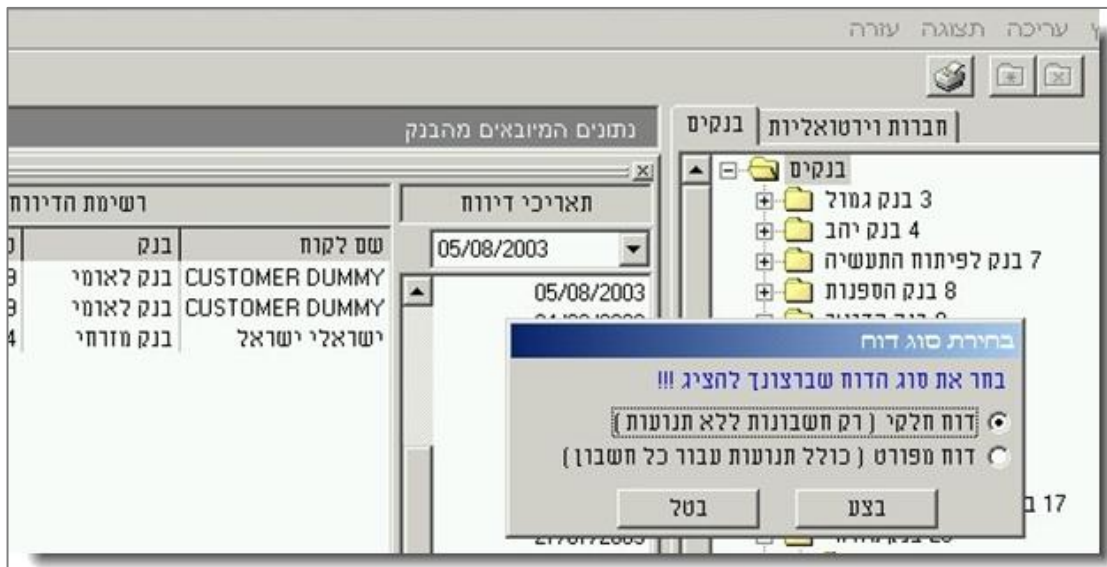 עריכה תצוגה עזרה
בנקים חברות וירטואליות
נתונים המיובאים מהבנק
בנקים
3 בנק גמול
4 בנק יהב
7 בנק לפיתוח התעשיה
8 בנק הספנות
17
תאריכי דיווח
05/08/2003
05/08/2003
רשימת הדיווח
שם לקוח בנק
CUSTOMER DUMMY בנק לאומי
CUSTOMER DUMMY בנק לאומי
ישראלי ישראל בנק מזרחי 4
בחירת סוג דוח
בחר את סוג הדוח שברצונך להציג !!!
דוח חלקי ( רק חשבונות ללא תנועות )
דוח מפורט ( כולל תנועות עבור כל חשבון )
בצע בטל